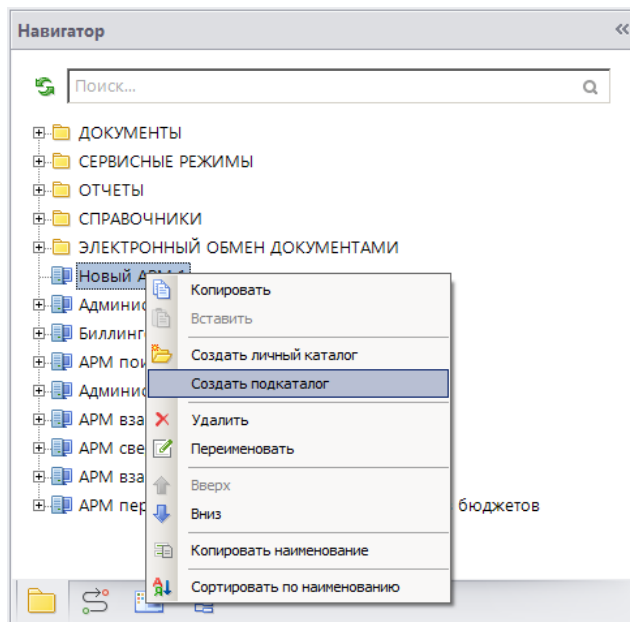 Навигатор
Поиск...
ДОКУМЕНТЫ
СЕРВИСНЫЕ РЕЖИМЫ
ОТЧЕТЫ
СПРАВОЧНИКИ
ЭЛЕКТРОННЫЙ ОБМЕН ДОКУМЕНТАМИ
Новый
Копировать
Вставить
Создать личный каталог
Создать подкаталог
Удалить
Переименовать
Вверх
Вниз
Копировать наименование
Сортировать по наименованию
АРМ
АРМ
АРМ
АРМ
АРМ
бюджетов